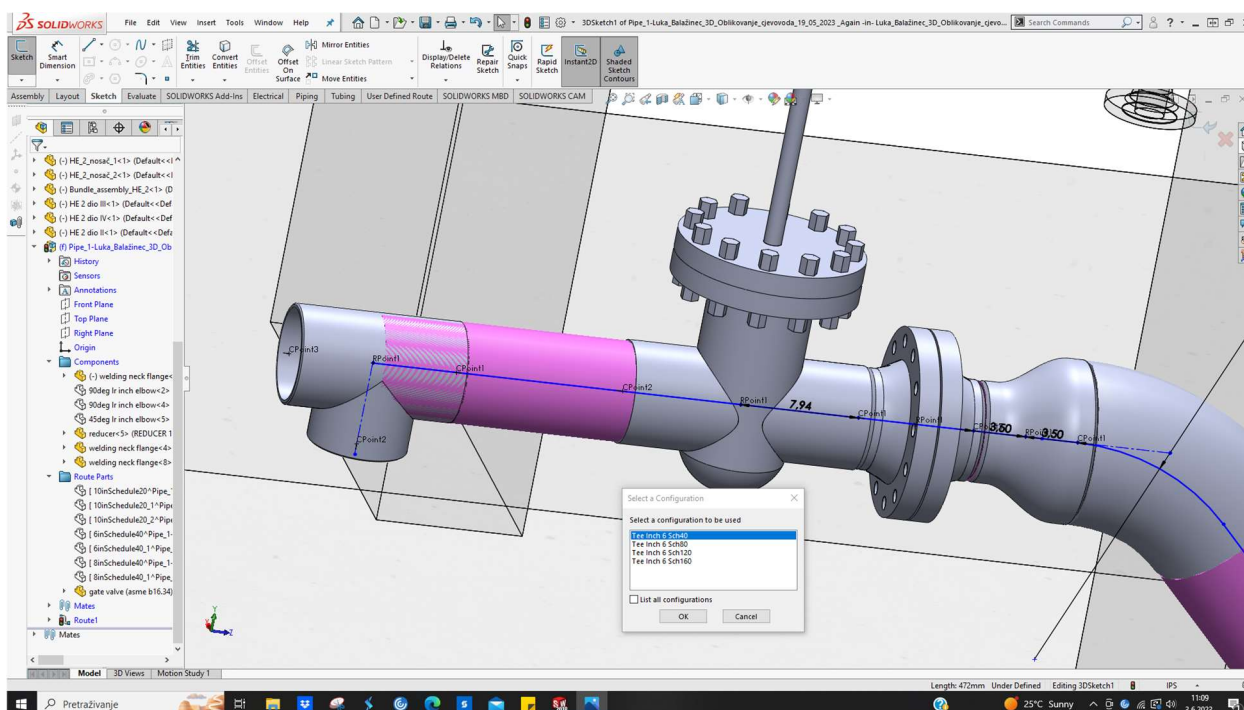 SOLIDWORKS File Edit View Insert Tools Window Help
3DSketch1 of Pipe_1-Luka_Balažinec_3D_Oblikovanje_cjevovoda_19_05_2023 _Again -in- Luka_Balažinec_3D_Oblikovanje_cjevo...
Search Commands
Sketch
Smart Dimension
Trim Entities
Convert Entities
Offset Entities
Offset On Surface
Mirror Entities
Linear Sketch Pattern
Move Entities
Display/Delete Relations
Repair Sketch
Quick Snaps
Rapid Sketch
Instant2D
Shaded Sketch Contours
Assembly Layout Sketch Evaluate SOLIDWORKS Add-Ins Electrical Piping Tubing User Defined Route SOLIDWORKS MBD SOLIDWORKS CAM
(-) HE_2_nosač_1<1> (Default<<I
(-) HE_2_nosač_2<1> (Default<<I
(-) Bundle_assembly_HE_2<1> (D
(-) HE 2 dio III<1> (Default<<Def
(-) HE 2 dio IV<1> (Default<<Def
(-) HE 2 dio II<1> (Default<<Defa
(f) Pipe_1-Luka_Balažinec_3D_Ob
History
Sensors
Annotations
Front Plane
Top Plane
Right Plane
Origin
Components
(-) welding neck flange<
90deg lr inch elbow<2>
90deg lr inch elbow<4>
45deg lr inch elbow<5>
reducer<5> (REDUCER 1
welding neck flange<4>
welding neck flange<8>
Route Parts
[ 10inSchedule20^Pipe_
[ 10inSchedule20_1^Pipe
[ 10inSchedule20_2^Pipe
[ 6inSchedule40^Pipe_1-
[ 6inSchedule40_1^Pipe_
[ 8inSchedule40^Pipe_1-
[ 8inSchedule40_1^Pipe_
gate valve (asme b16.34)
Mates
Route1
Mates
CPoint3
RPoint1
CPoint1
CPoint2
CPoint2
RPoint1
7,94
CPoint1
RPoint1
3,50
3,50
CPoint1
Select a Configuration
Select a configuration to be used
Tee Inch 6 Sch40
Tee Inch 6 Sch80
Tee Inch 6 Sch120
Tee Inch 6 Sch160
List all configurations
OK Cancel
Y
Z
Model 3D Views Motion Study 1
Length: 472mm Under Defined Editing 3DSketch1 IPS
Pretraživanje
25°C Sunny
11:09
3.6.2023.